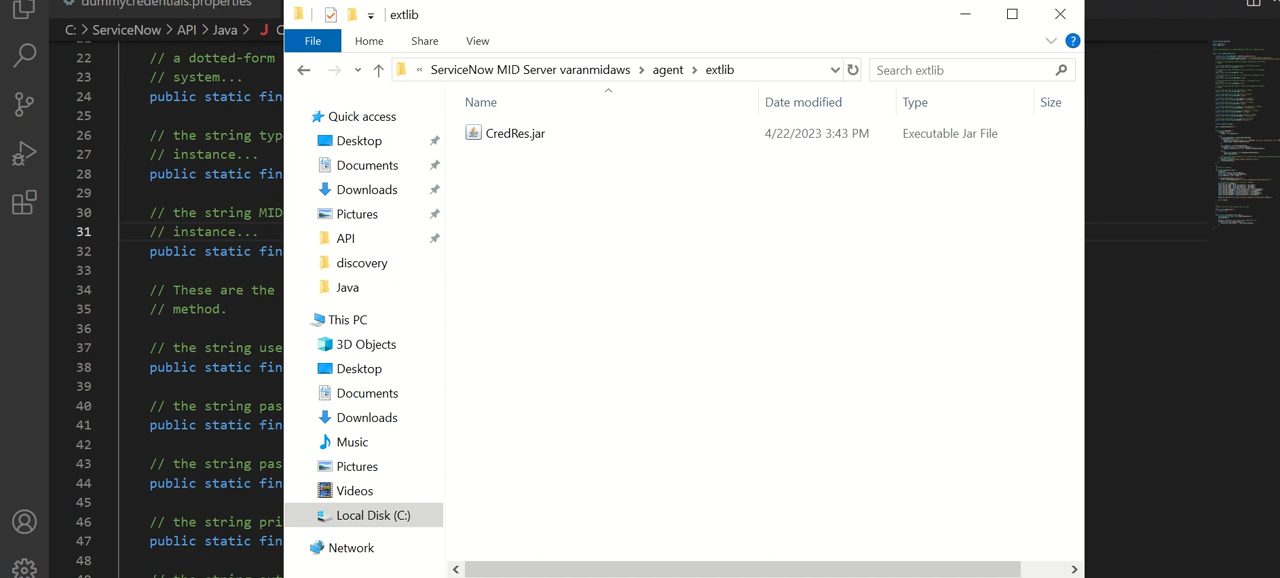 dummycredentials.properties
C: > ServiceNow > API > Java >
22 // a dotted-form
23 // system...
24 public static fin
25
26 // the string typ
27 // instance...
28 public static fin
29
30 // the string MID
31 // instance...
32 public static fin
33
34 // These are the
35 // method.
36
37 // the string use
38 public static fin
39
40 // the string pas
41 public static fin
42
43 // the string pas
44 public static fin
45
46 // the string pri
47 public static fin
48
extlib
File Home Share View
« ServiceNow MID Server varanmidaws > agent > extlib
Search extlib
Name Date modified Type Size
CredRes.jar 4/22/2023 3:43 PM Executable Jar File
Quick access
Desktop
Documents
Downloads
Pictures
API
discovery
Java
This PC
3D Objects
Desktop
Documents
Downloads
Music
Pictures
Videos
Local Disk (C:)
Network